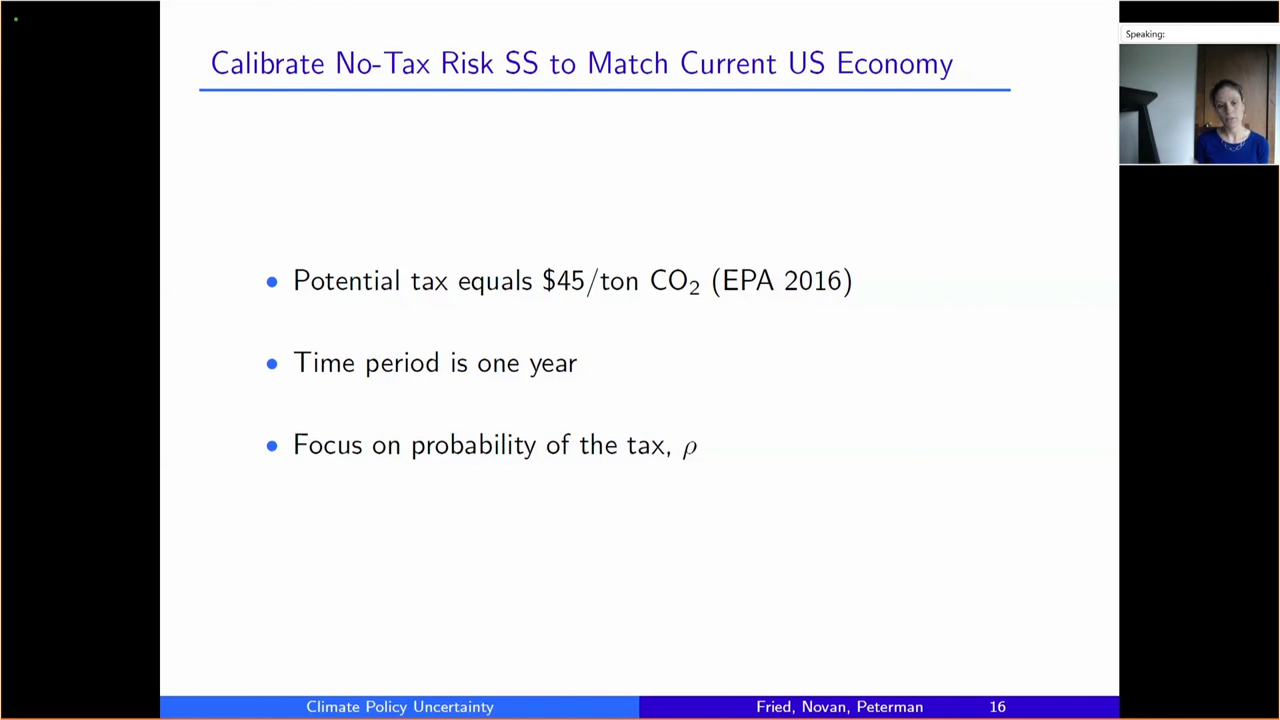 Calibrate No-Tax Risk SS to Match Current US Economy
Speaking:
• Potential tax equals $45/ton CO₂ (EPA 2016)
• Time period is one year
• Focus on probability of the tax, ρ
Climate Policy Uncertainty
Fried, Novan, Peterman
16